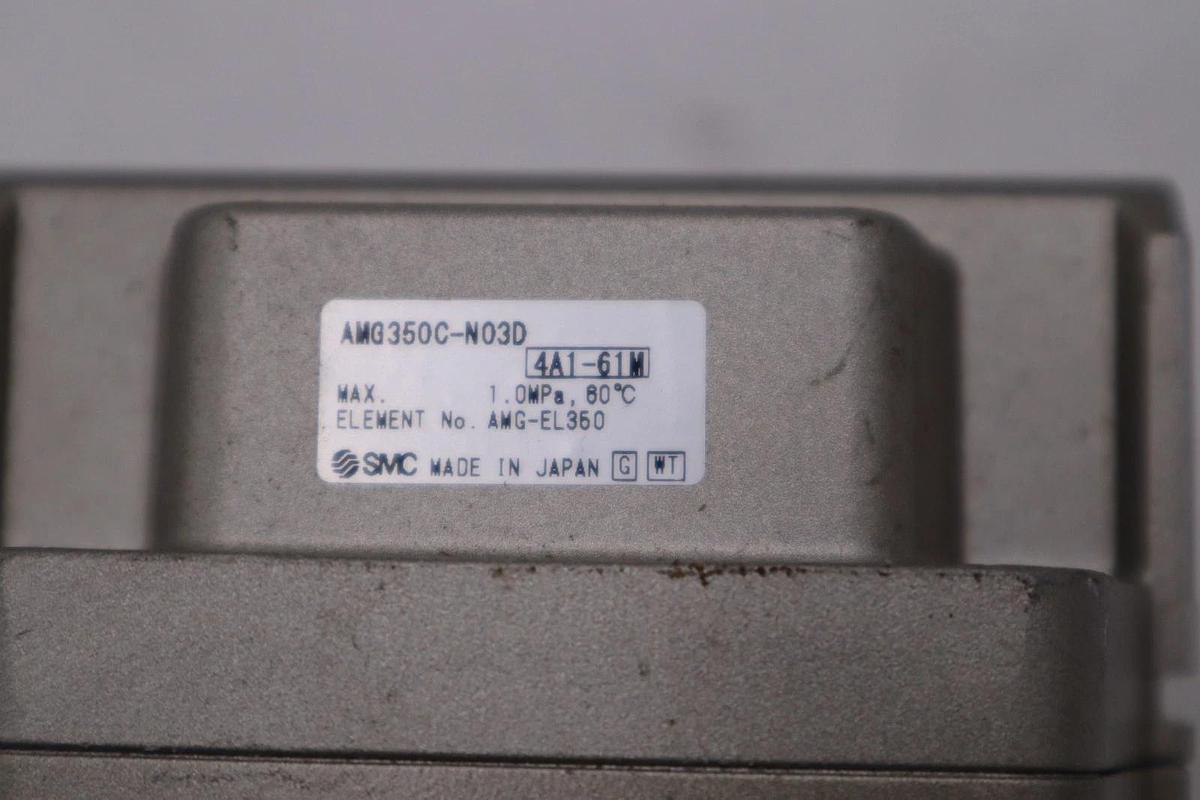 AMG350C-N03D
4A1-61M
MAX. 1.0MPa, 60°C
ELEMENT No. AMG-EL350
SMC MADE IN JAPAN G WT